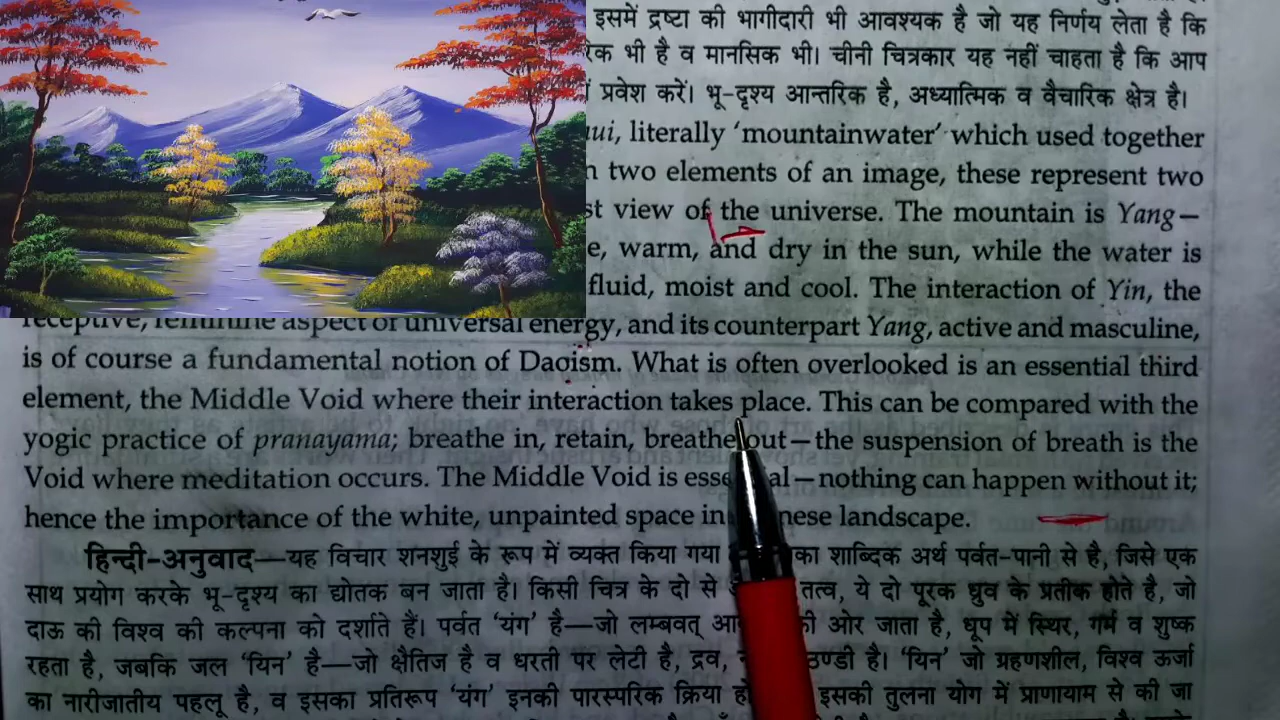 इसमें द्रष्टा की भागीदारी भी आवश्यक है जो यह निर्णय लेता है कि
भी है व मानसिक भी। चीनी चित्रकार यह नहीं चाहता है कि आप
प्रवेश करें। भू-दृश्य आन्तरिक है, अध्यात्मिक व वैचारिक क्षेत्र है।
literally ‘mountainwater’ which used together
two elements of an image, these represent two
view of the universe. The mountain is Yang—
warm, and dry in the sun, while the water is
fluid, moist and cool. The interaction of Yin, the
receptive, feminine aspect of universal energy, and its counterpart Yang, active and masculine,
is of course a fundamental notion of Daoism. What is often overlooked is an essential third
element, the Middle Void where their interaction takes place. This can be compared with the
yogic practice of pranayama; breathe in, retain, breathe out—the suspension of breath is the
Void where meditation occurs. The Middle Void is —nothing can happen without it;
hence the importance of the white, unpainted space in landscape.
हिन्दी-अनुवाद—यह विचार शनशुई के रूप में व्यक्त किया गया का शाब्दिक अर्थ पर्वत-पानी से है, जिसे एक
साथ प्रयोग करके भू-दृश्य का द्योतक बन जाता है। किसी चित्र के दो से तत्व, ये दो पूरक ध्रुव के प्रतीक होते है, जो
दाऊ की विश्व की कल्पना को दर्शाते हैं। पर्वत ‘यंग’ है—जो लम्बवत् की ओर जाता है, धूप में स्थिर, गर्म व शुष्क
रहता है, जबकि जल ‘यिन’ है—जो क्षैतिज है व धरती पर लेटी है, द्रव, ठण्डी है। ‘यिन’ जो ग्रहणशील, विश्व ऊर्जा
का नारीजातीय पहलू है, व इसका प्रतिरूप ‘यंग’ इनकी पारस्परिक क्रिया इसकी तुलना योग में प्राणायाम से की जा